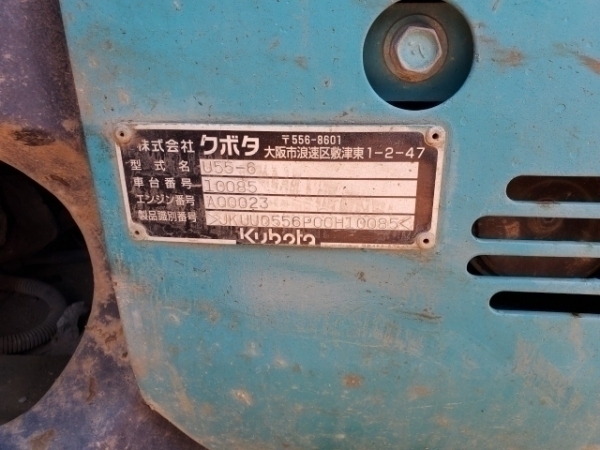 株式会社 クボタ 〒556-8601
大阪市浪速区敷津東1-2-47
型式名 U55-6
車台番号 10085
エンジン番号 A00023
製品識別番号 >JKUU0556P00H10085<
Kubota